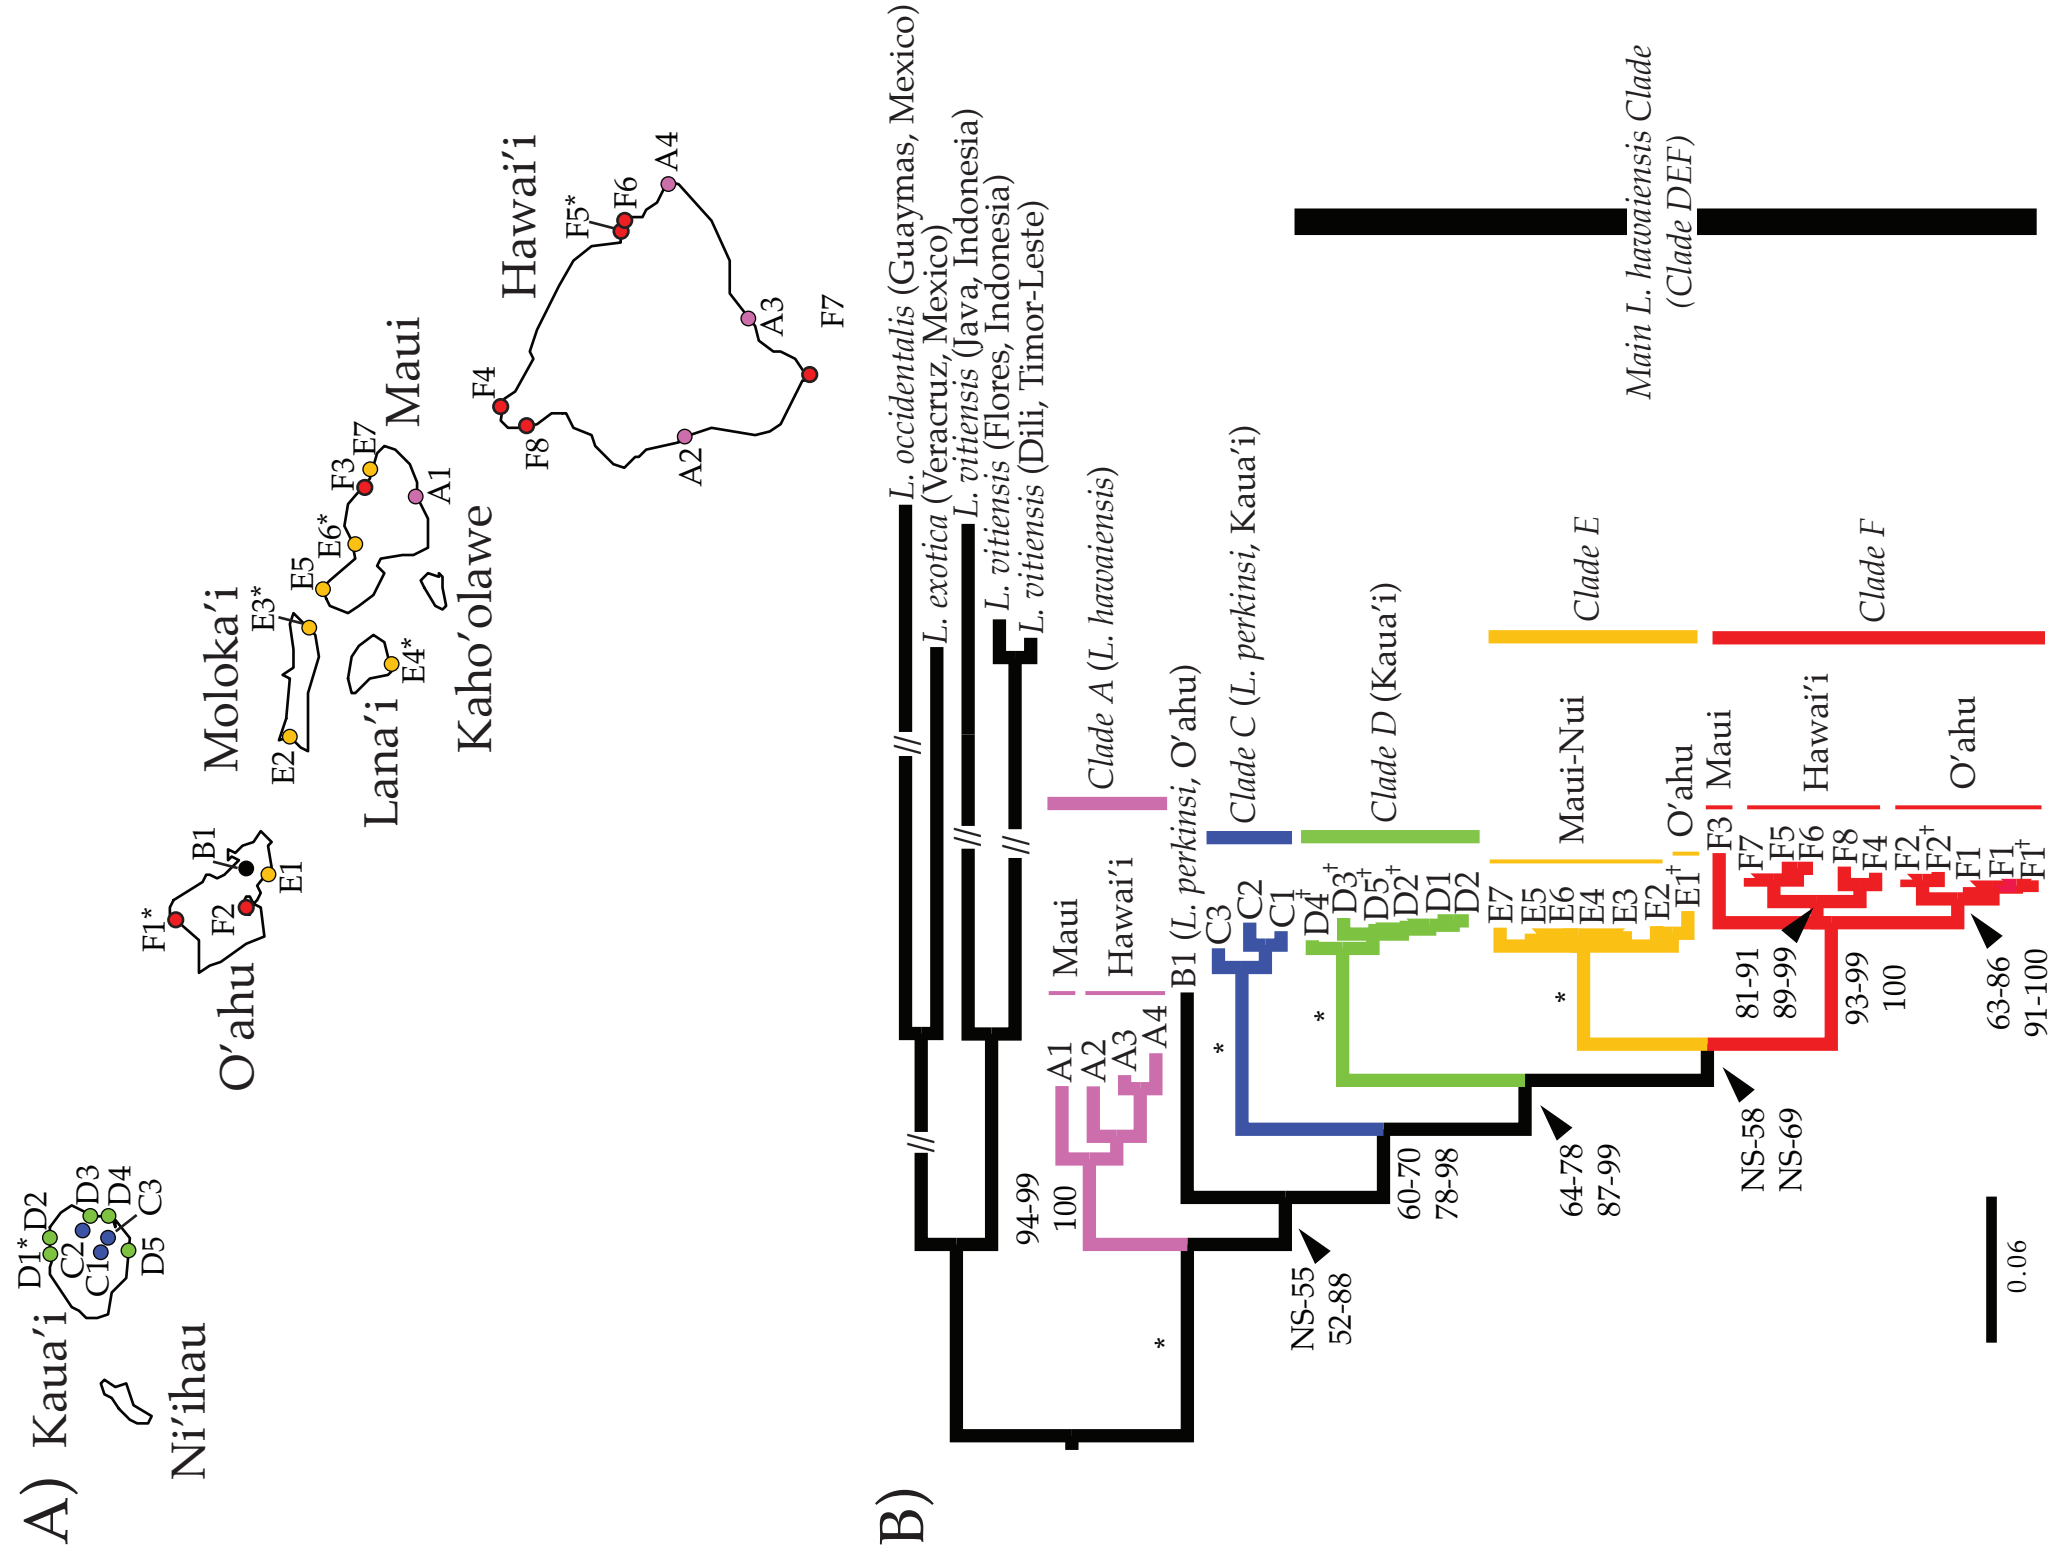 A)
Kaua'i
Ni'ihau
D1*
D2
D3
D4
C3
C2
C1
D5
O'ahu
F1*
F2
B1
E1
Moloka'i
E2
E3*
Lana'i
E4*
Kaho'olawe
Maui
E5
E6*
F3
E7
A1
Hawai'i
F4
F8
F5*
F6
A4
A3
A2
F7
B)
L. occidentalis (Guaymas, Mexico)
L. exotica (Veracruz, Mexico)
L. vitiensis (Java, Indonesia)
L. vitiensis (Flores, Indonesia)
L. vitiensis (Dili, Timor-Leste)
//
//
//
//
94-99
100
*
A1
A2
A3
A4
Maui
Hawai'i
Clade A (L. hawaiensis)
B1 (L. perkinsi, O'ahu)
NS-55
52-88
*
C3
C2
C1
Clade C (L. perkinsi, Kaua'i)
60-70
78-98
*
D4†
D3†
D5†
D2†
D1
D2
Clade D (Kaua'i)
64-78
87-99
*
E7
E5
E6
E4
E3
E2
E1†
Maui-Nui
O'ahu
Clade E
NS-58
NS-69
81-91
89-99
93-99
100
63-86
91-100
F3
F7
F5
F6
F8
F4
F2
F2†
F1
F1
F1†
Maui
Hawai'i
O'ahu
Clade F
Main L. hawaiensis Clade
(Clade DEF)
0.06